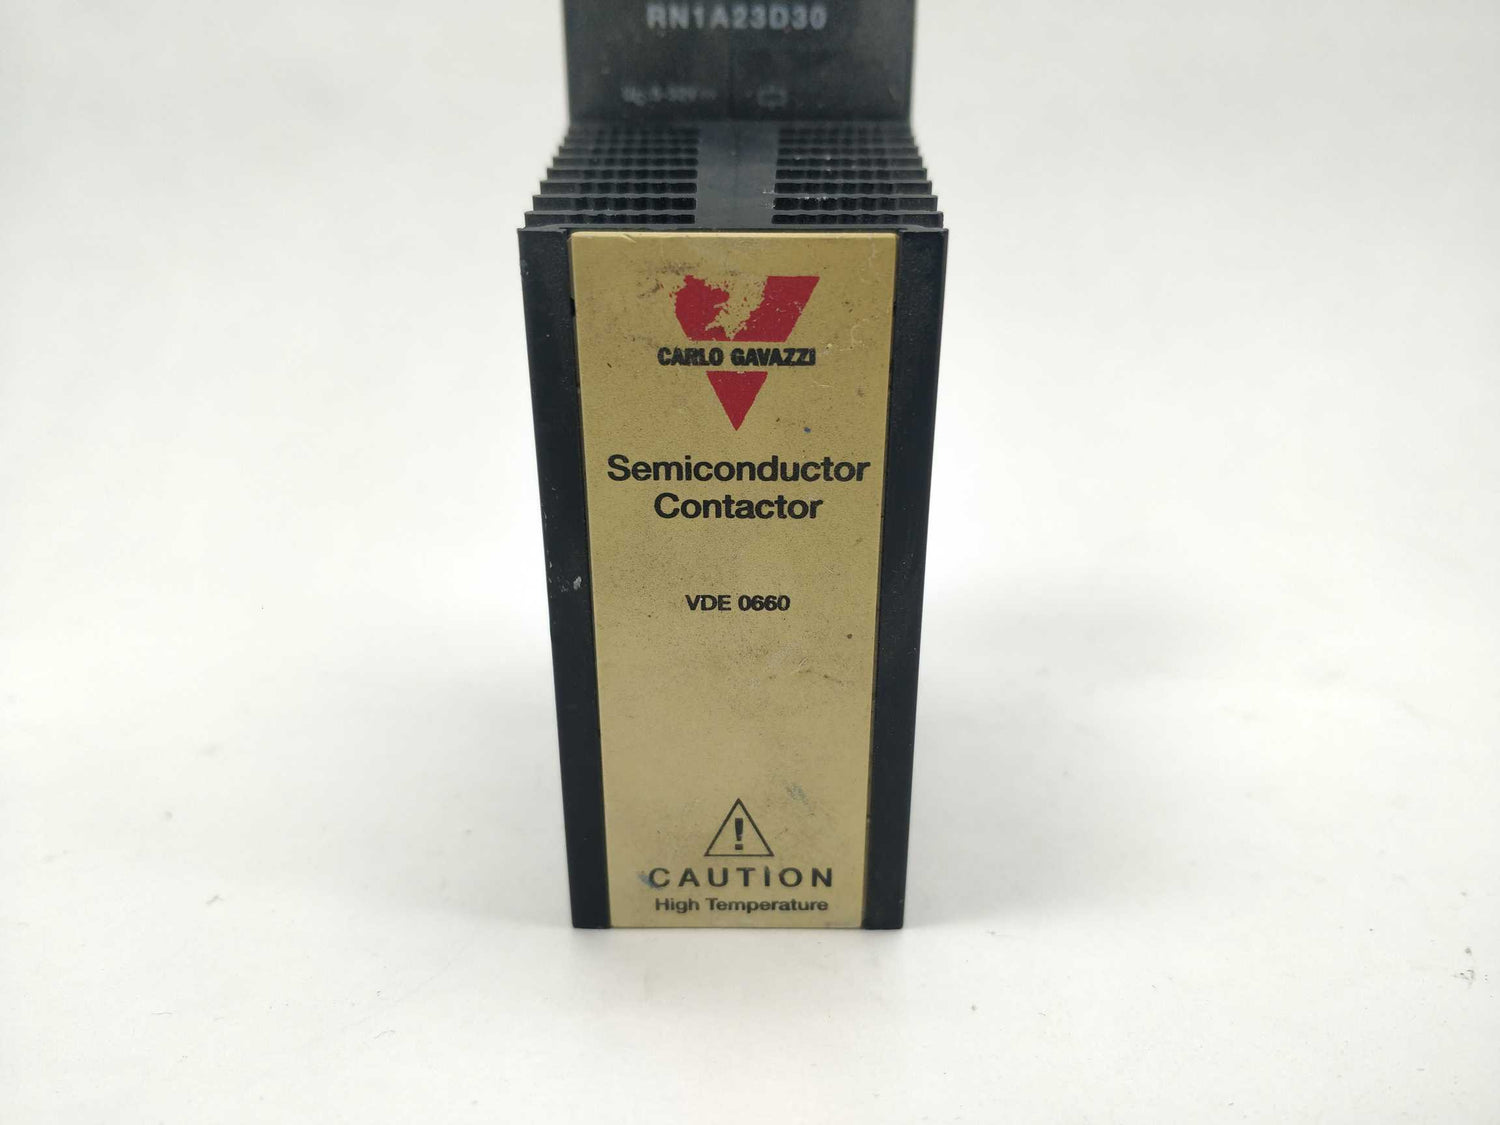 RN1A23D30
CARLO GAVAZZI
Semiconductor
Contactor
VDE 0660
CAUTION
High Temperature